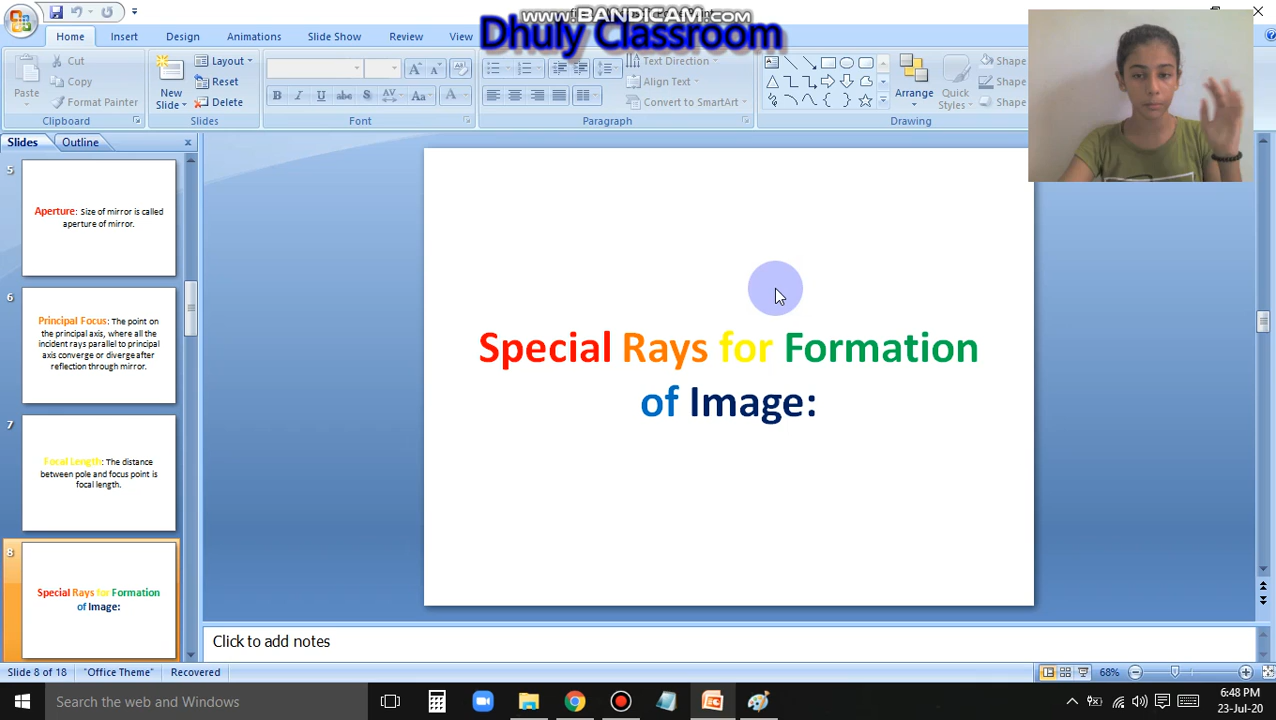 www.BANDICAM.com
Dhuly Classroom
Home Insert Design Animations Slide Show Review View
Paste
Cut
Copy
Format Painter
Clipboard
New Slide
Layout
Reset
Delete
Slides
B I U abc S AV Aa A
Font
Text Direction
Align Text
Convert to SmartArt
Paragraph
Arrange
Quick Styles
Shape
Shape
Shape
Drawing
Slides Outline
5
Aperture: Size of mirror is called
aperture of mirror.
6
Principal Focus: The point on
the principal axis, where all the
incident rays parallel to principal
axis converge or diverge after
reflection through mirror.
7
Focal Length: The distance
between pole and focus point is
focal length.
8
Special Rays for Formation
of Image:
Special Rays for Formation
of Image:
Click to add notes
Slide 8 of 18 "Office Theme" Recovered 68%
Search the web and Windows
6:48 PM
23-Jul-20